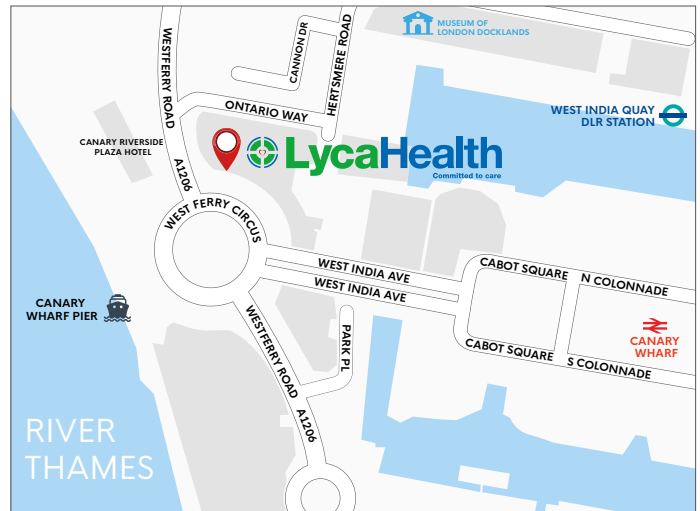 MUSEUM OF
LONDON DOCKLANDS
WESTFERRY ROAD
CANNON DR
HERTSMERE ROAD
ONTARIO WAY
WEST INDIA QUAY
DLR STATION
CANARY RIVERSIDE
PLAZA HOTEL
LycaHealth
Committed to care
A1206
WEST FERRY CIRCUS
WEST INDIA AVE
WEST INDIA AVE
CABOT SQUARE
N COLONNADE
CANARY
WHARF PIER
WESTFERRY ROAD
PARK PL
CANARY
WHARF
CABOT SQUARE
S COLONNADE
A1206
RIVER
THAMES